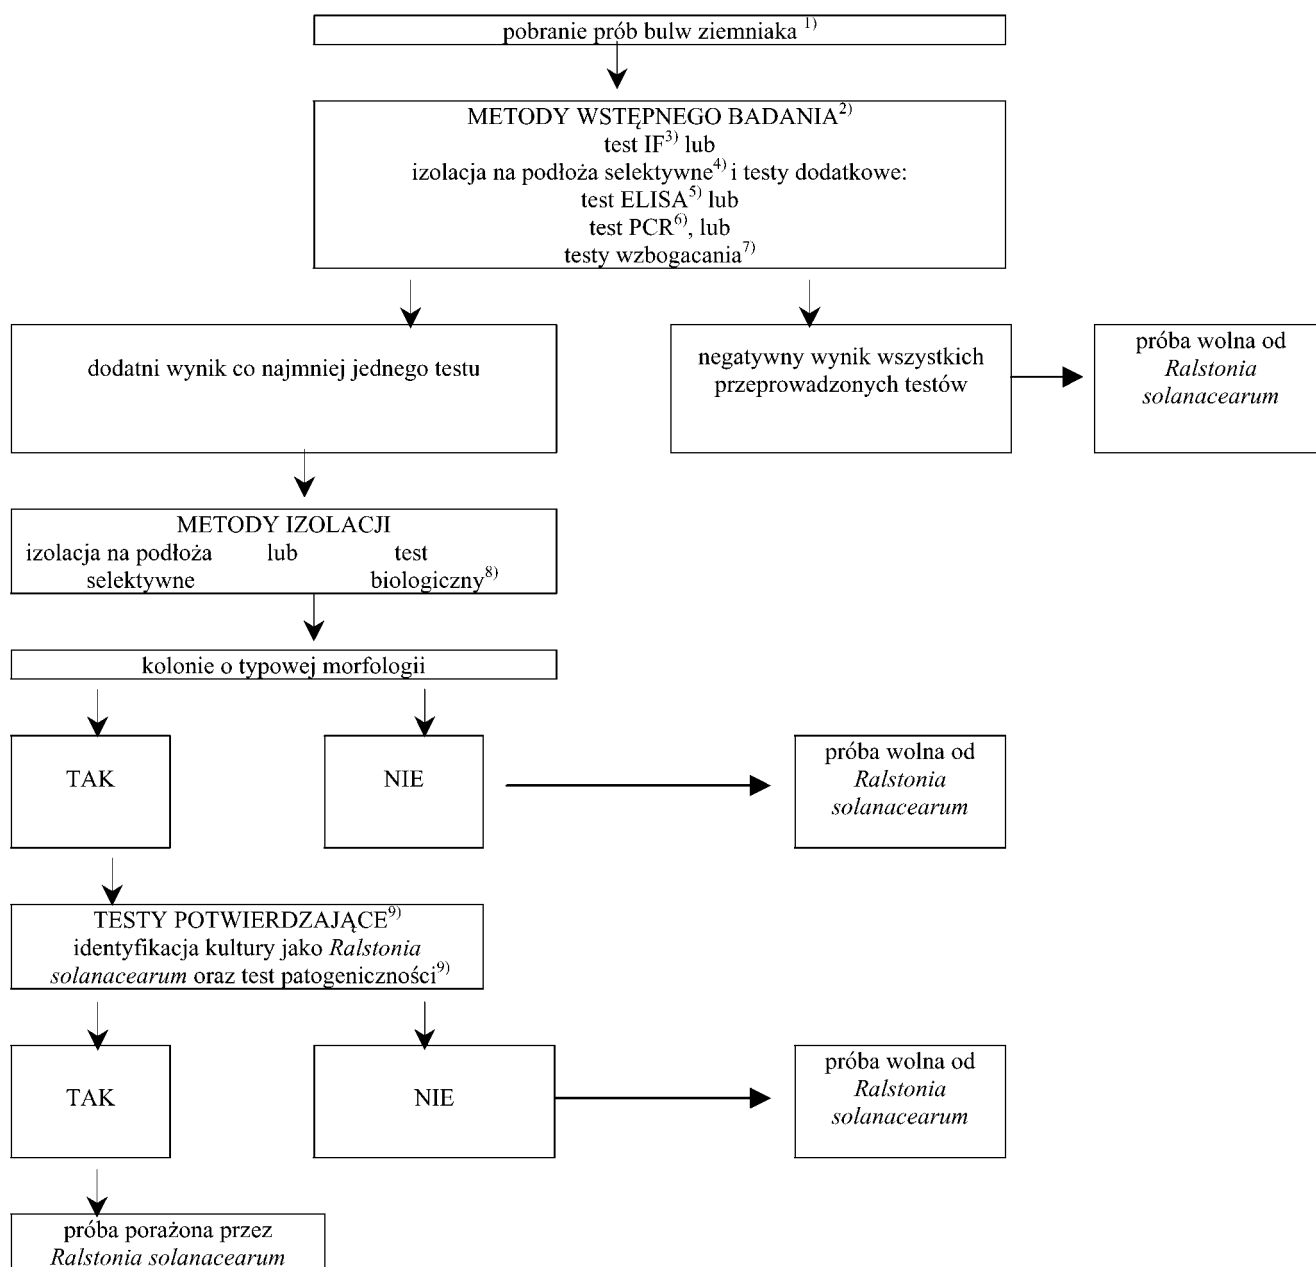 pobranie prób bulw ziemniaka 1)
METODY WSTĘPNEGO BADANIA2)
test IF3) lub
izolacja na podłoża selektywne4) i testy dodatkowe:
test ELISA5) lub
test PCR6), lub
testy wzbogacania7)
dodatni wynik co najmniej jednego testu
negatywny wynik wszystkich
przeprowadzonych testów
próba wolna od
Ralstonia
solanacearum
METODY IZOLACJI
izolacja na podłoża lub test
selektywne biologiczny8)
kolonie o typowej morfologii
TAK
NIE
próba wolna od
Ralstonia
solanacearum
TESTY POTWIERDZAJĄCE9)
identyfikacja kultury jako Ralstonia
solanacearum oraz test patogeniczności9)
TAK
NIE
próba wolna od
Ralstonia
solanacearum
próba porażona przez
Ralstonia solanacearum